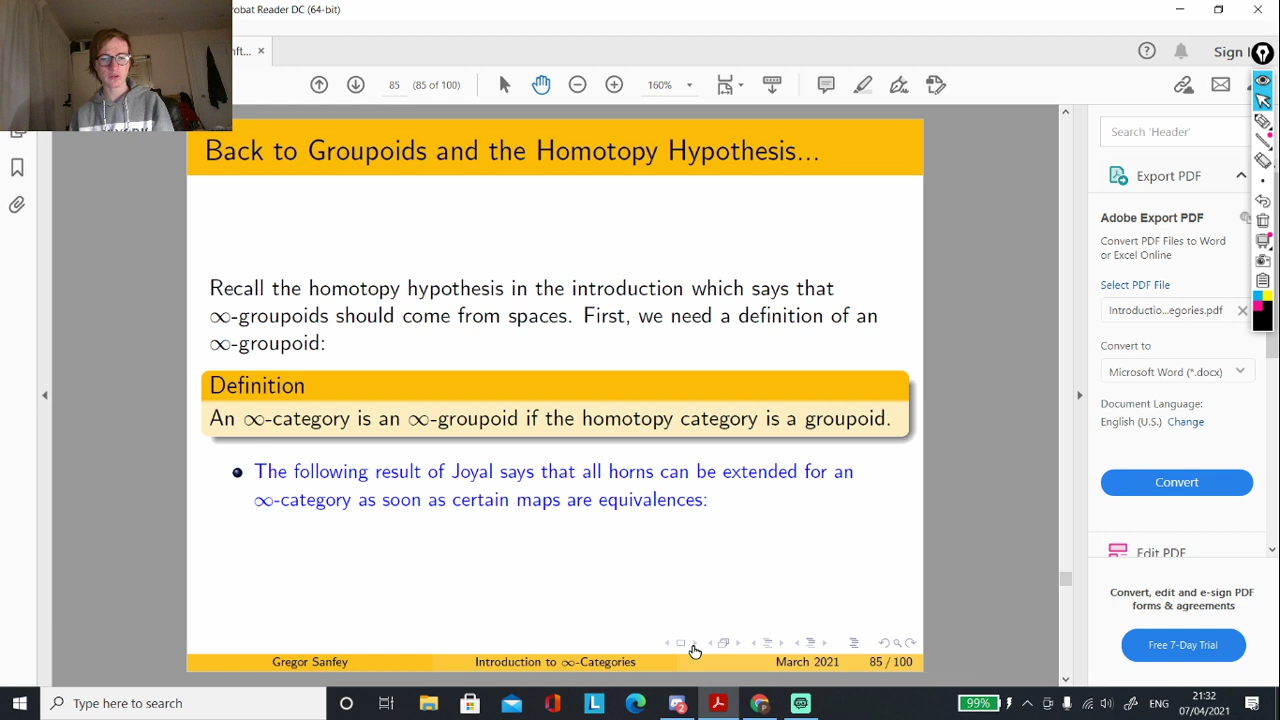 robat Reader DC (64-bit)
nft...
Sign I
85 (85 of 100) 160%
Back to Groupoids and the Homotopy Hypothesis...
Recall the homotopy hypothesis in the introduction which says that
∞-groupoids should come from spaces. First, we need a definition of an
∞-groupoid:
Definition
An ∞-category is an ∞-groupoid if the homotopy category is a groupoid.
The following result of Joyal says that all horns can be extended for an
∞-category as soon as certain maps are equivalences:
Gregor Sanfey Introduction to ∞-Categories March 2021 85 / 100
Search 'Header'
Export PDF
Adobe Export PDF
Convert PDF Files to Word
or Excel Online
Select PDF File
Introductio...egories.pdf
Convert to
Microsoft Word (*.docx)
Document Language:
English (U.S.) Change
Convert
Edit PDF
Convert, edit and e-sign PDF
forms & agreements
Free 7-Day Trial
Type here to search
99%
ENG
21:32
07/04/2021